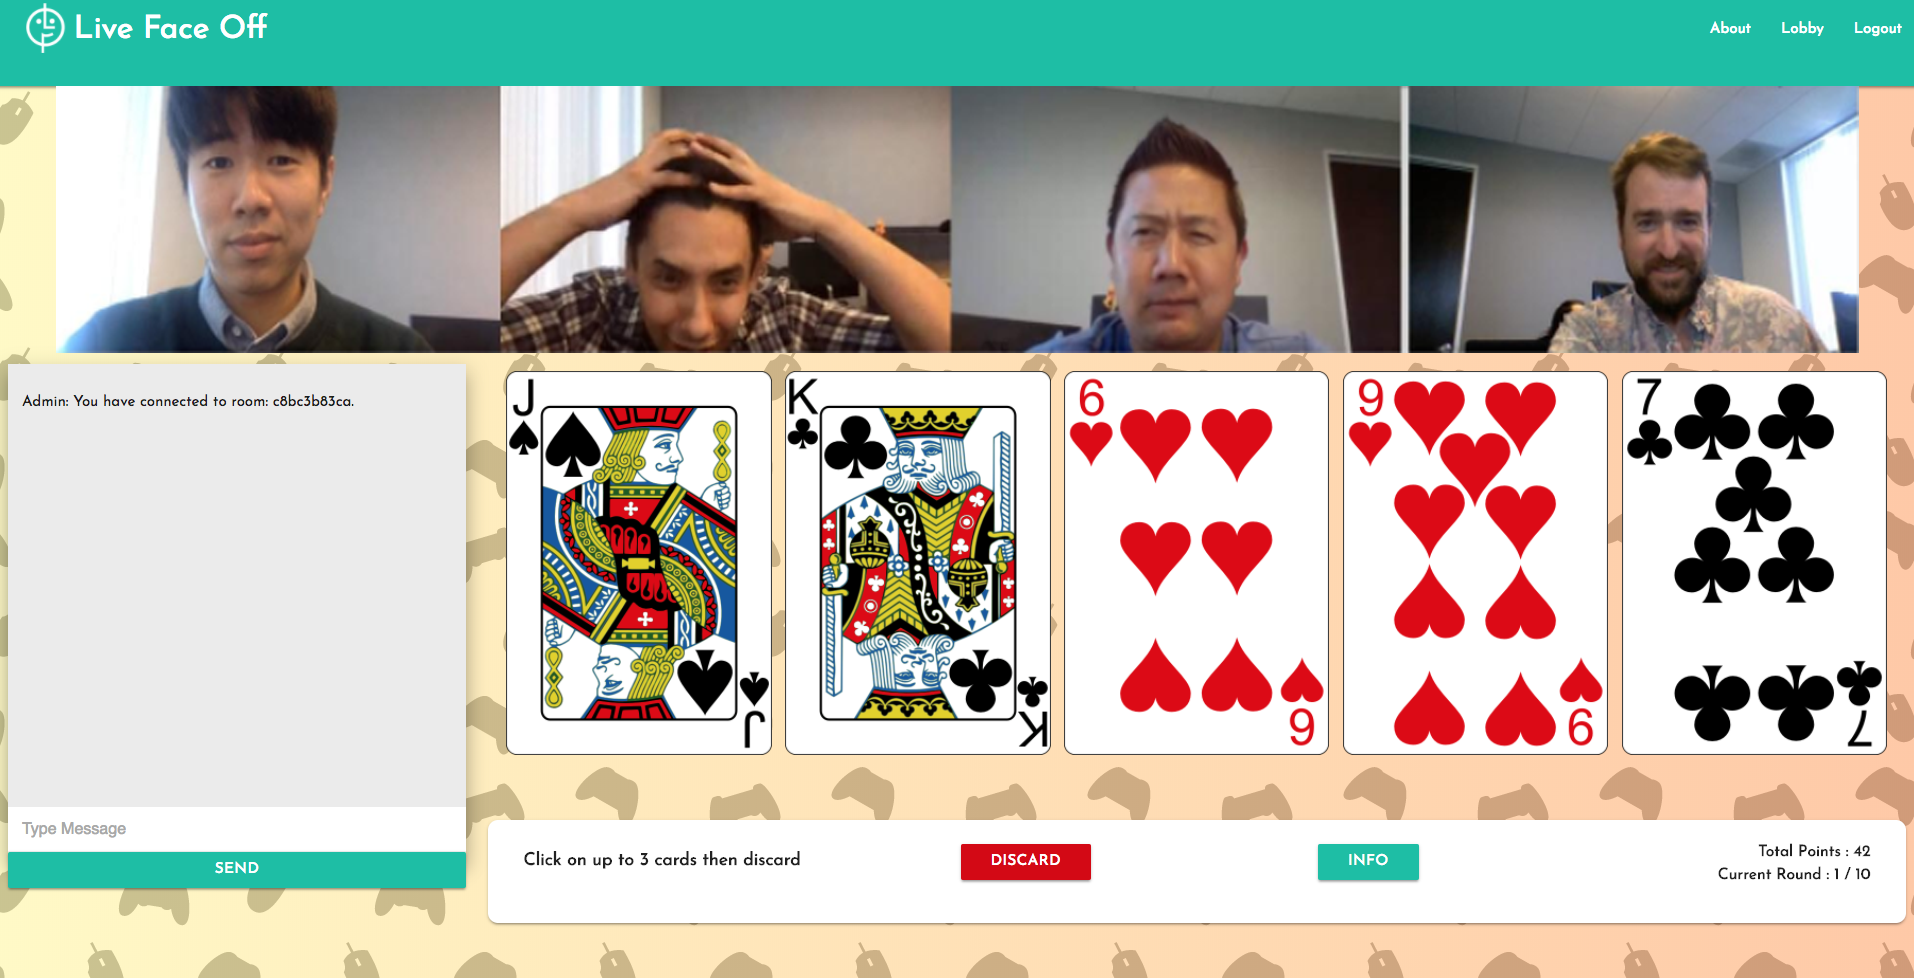 Live Face Off
About
Lobby
Logout
Admin: You have connected to room: c8bc3b83ca.
Type Message
SEND
J
J
K
K
6
6
9
9
7
7
Click on up to 3 cards then discard
DISCARD
INFO
Total Points : 42
Current Round : 1 / 10